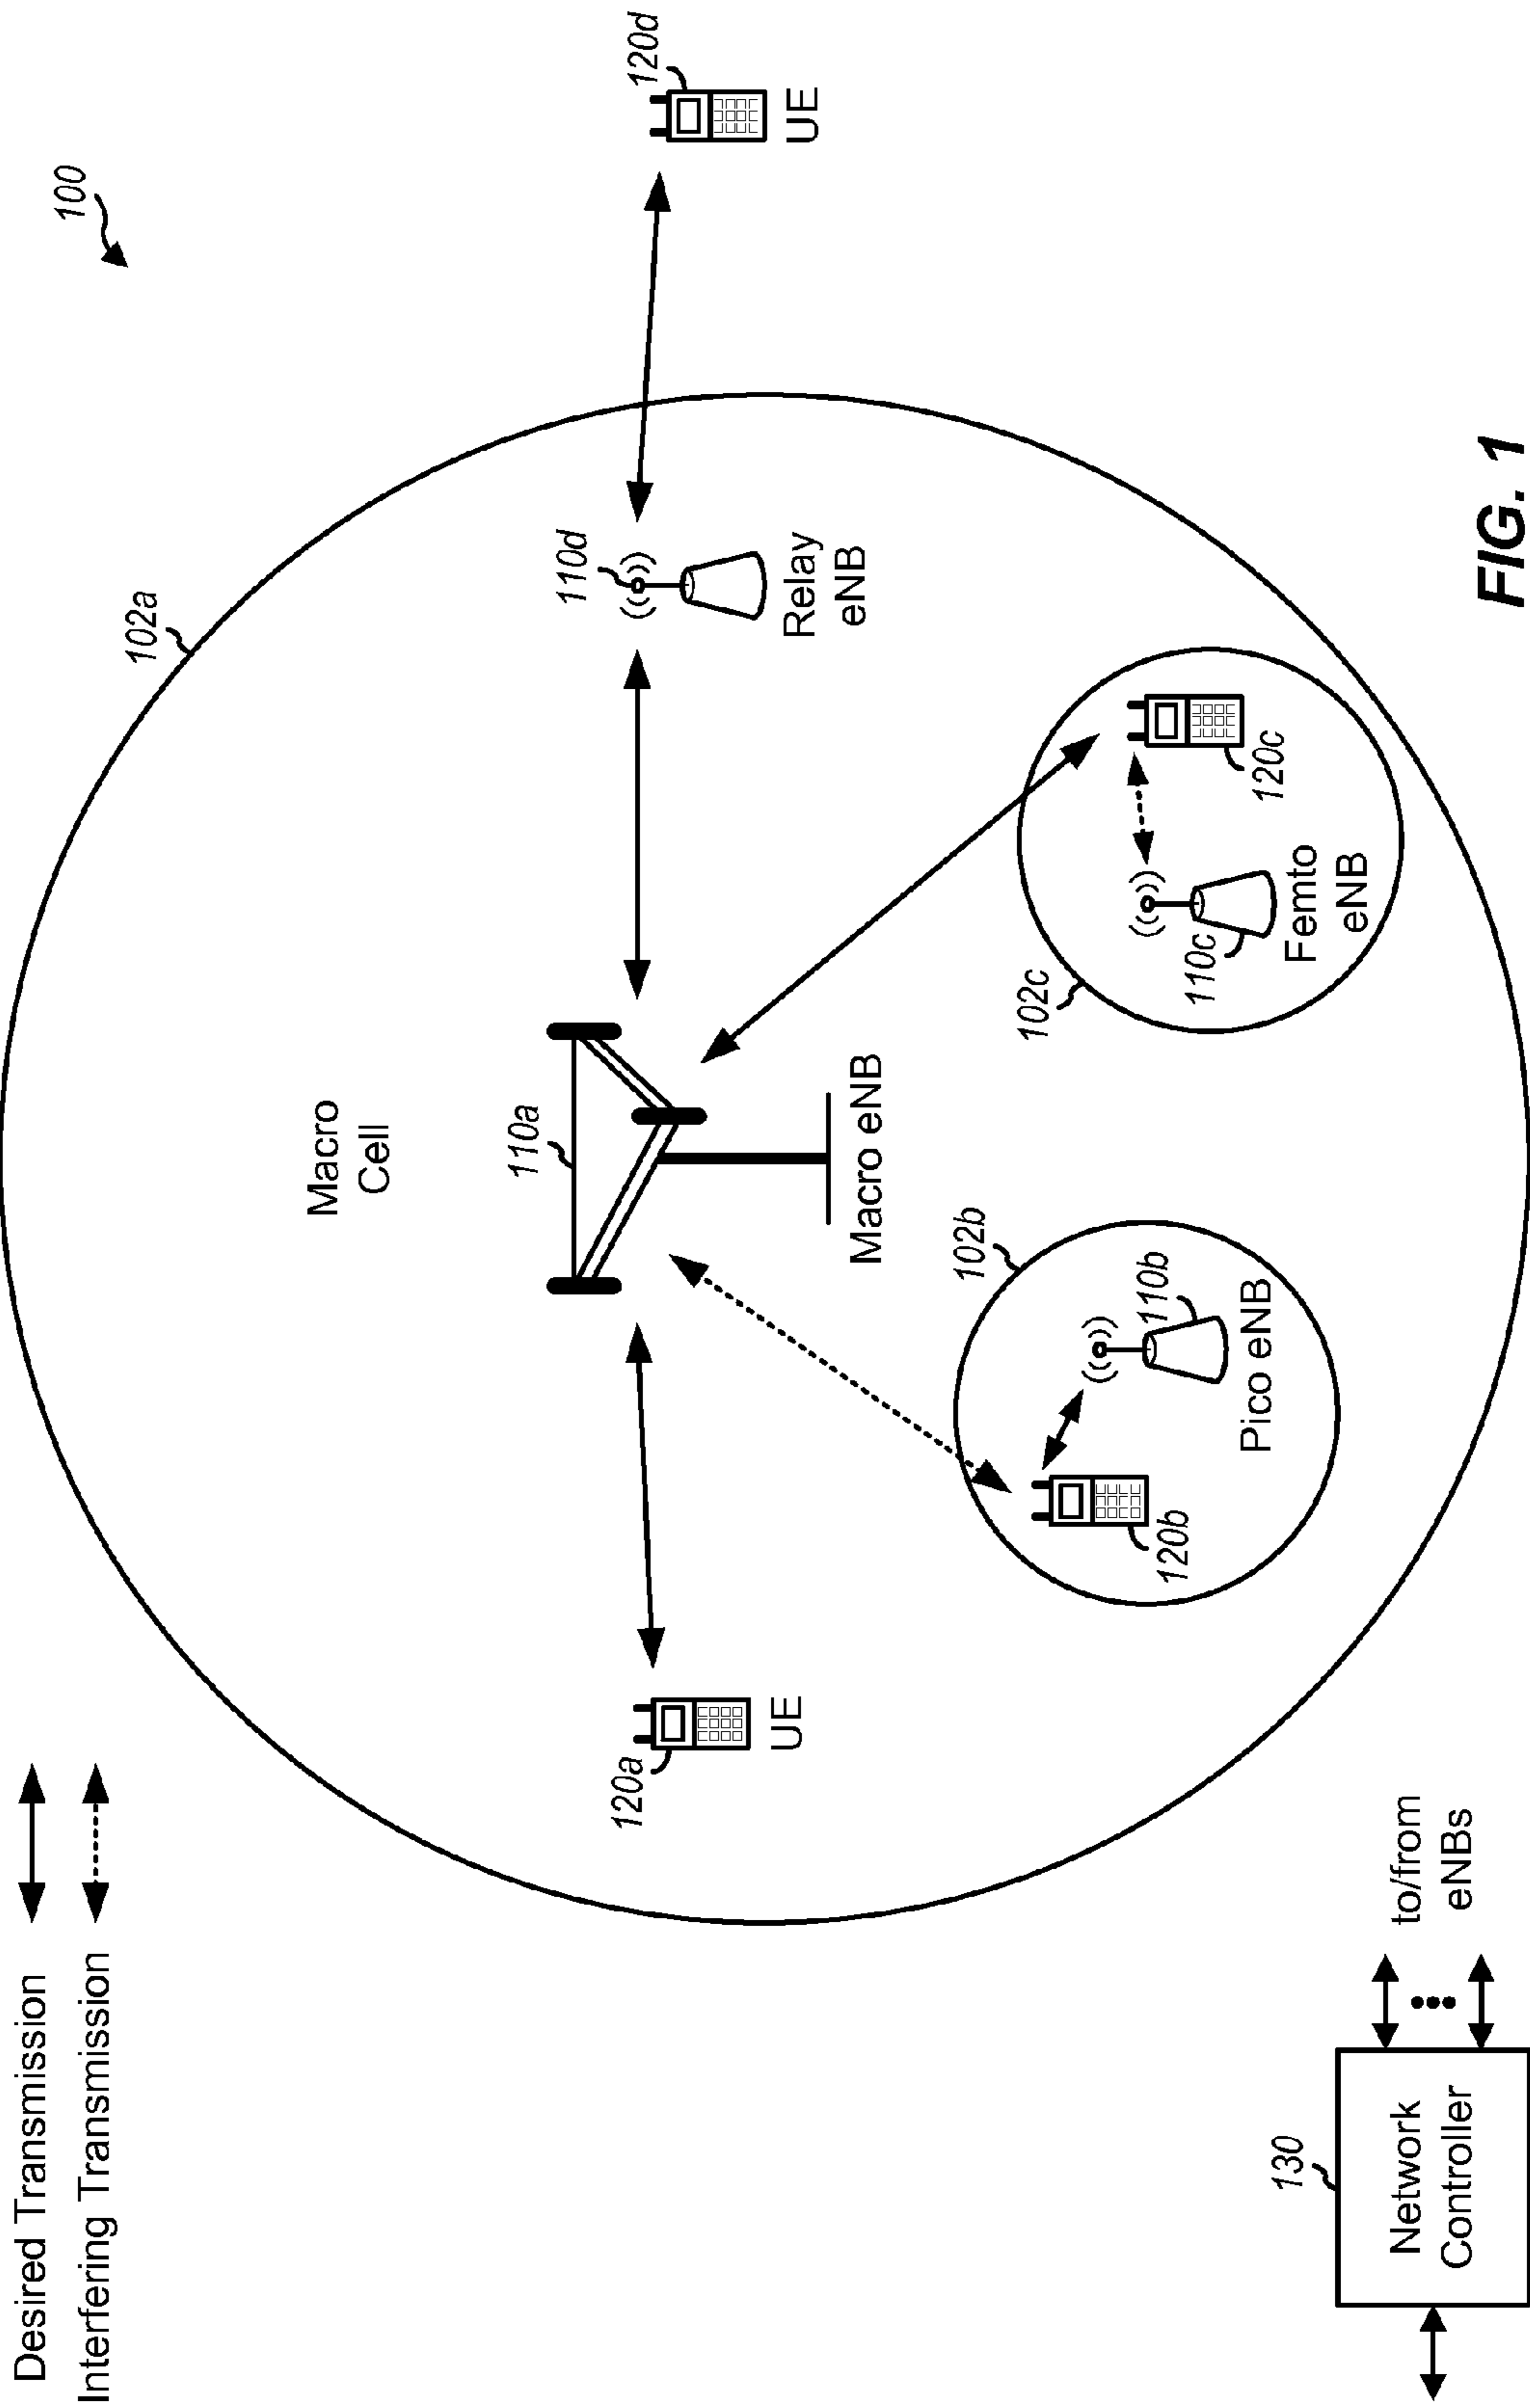 Desired Transmission
Interfering Transmission
100
102a
Macro
Cell
110a
Macro eNB
110d
Relay
eNB
120d
UE
120a
UE
102b
110b
Pico eNB
120b
102c
110c
Femto
eNB
120c
130
Network
Controller
to/from
eNBs
FIG. 1